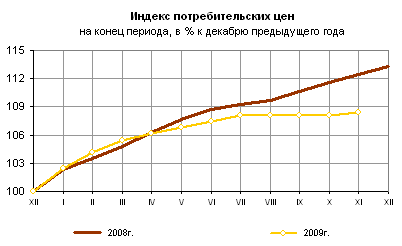 Индекс потребительских цен
на конец периода, в % к декабрю предыдущего года
115
112
109
106
103
100
XII I II III IV V VI VII VIII IX X XI XII
2008г. 2009г.